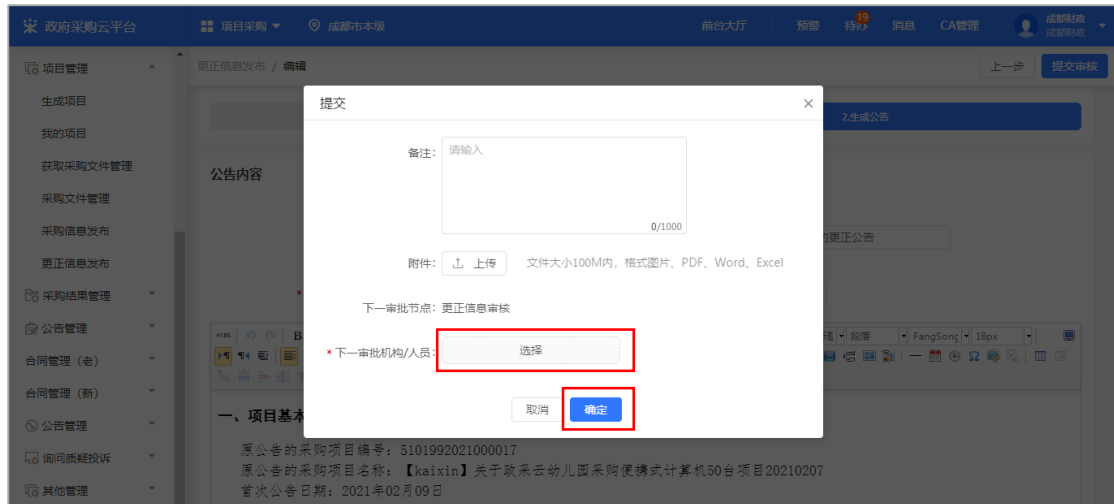 政府采购云平台
项目采购
成都市本级
前台大厅
预警
待办
19
消息
CA管理
成都财政
成都财政
项目管理
生成项目
我的项目
获取采购文件管理
采购文件管理
采购信息发布
更正信息发布
采购结果管理
公告管理
合同管理（老）
合同管理（新）
公告管理
询问质疑投诉
其他管理
更正信息发布 / 编辑
上一步
提交审核
2.生成公告
公告内容
更正公告
提交
备注：
请输入
0/1000
附件：
上传
文件大小100M内，格式图片、PDF、Word、Excel
下一审批节点：更正信息审核
* 下一审批机构/人员：
选择
取消
确定
HTML
B
段落
FangSong
18px
一、项目基本
原公告的采购项目编号：5101992021000017
原公告的采购项目名称：【kaixin】关于政采云幼儿园采购便携式计算机50台项目20210207
首次公告日期：2021年02月09日